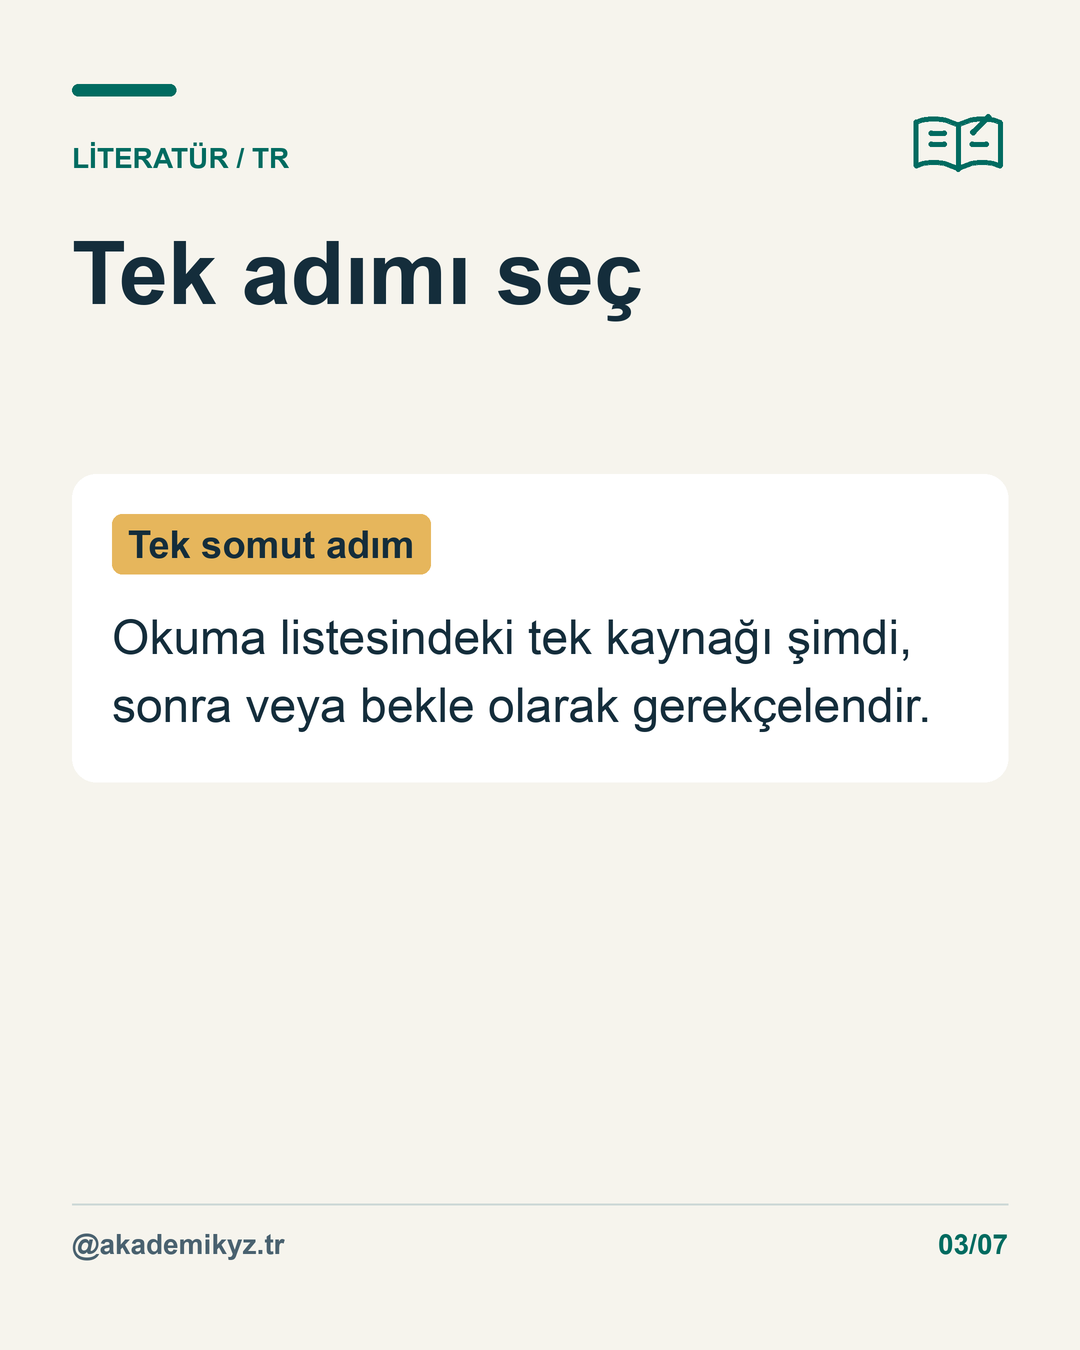 LİTERATÜR / TR
Tek adımı seç
Tek somut adım
Okuma listesindeki tek kaynağı şimdi,
sonra veya bekle olarak gerekçelendir.
@akademikyz.tr
03/07